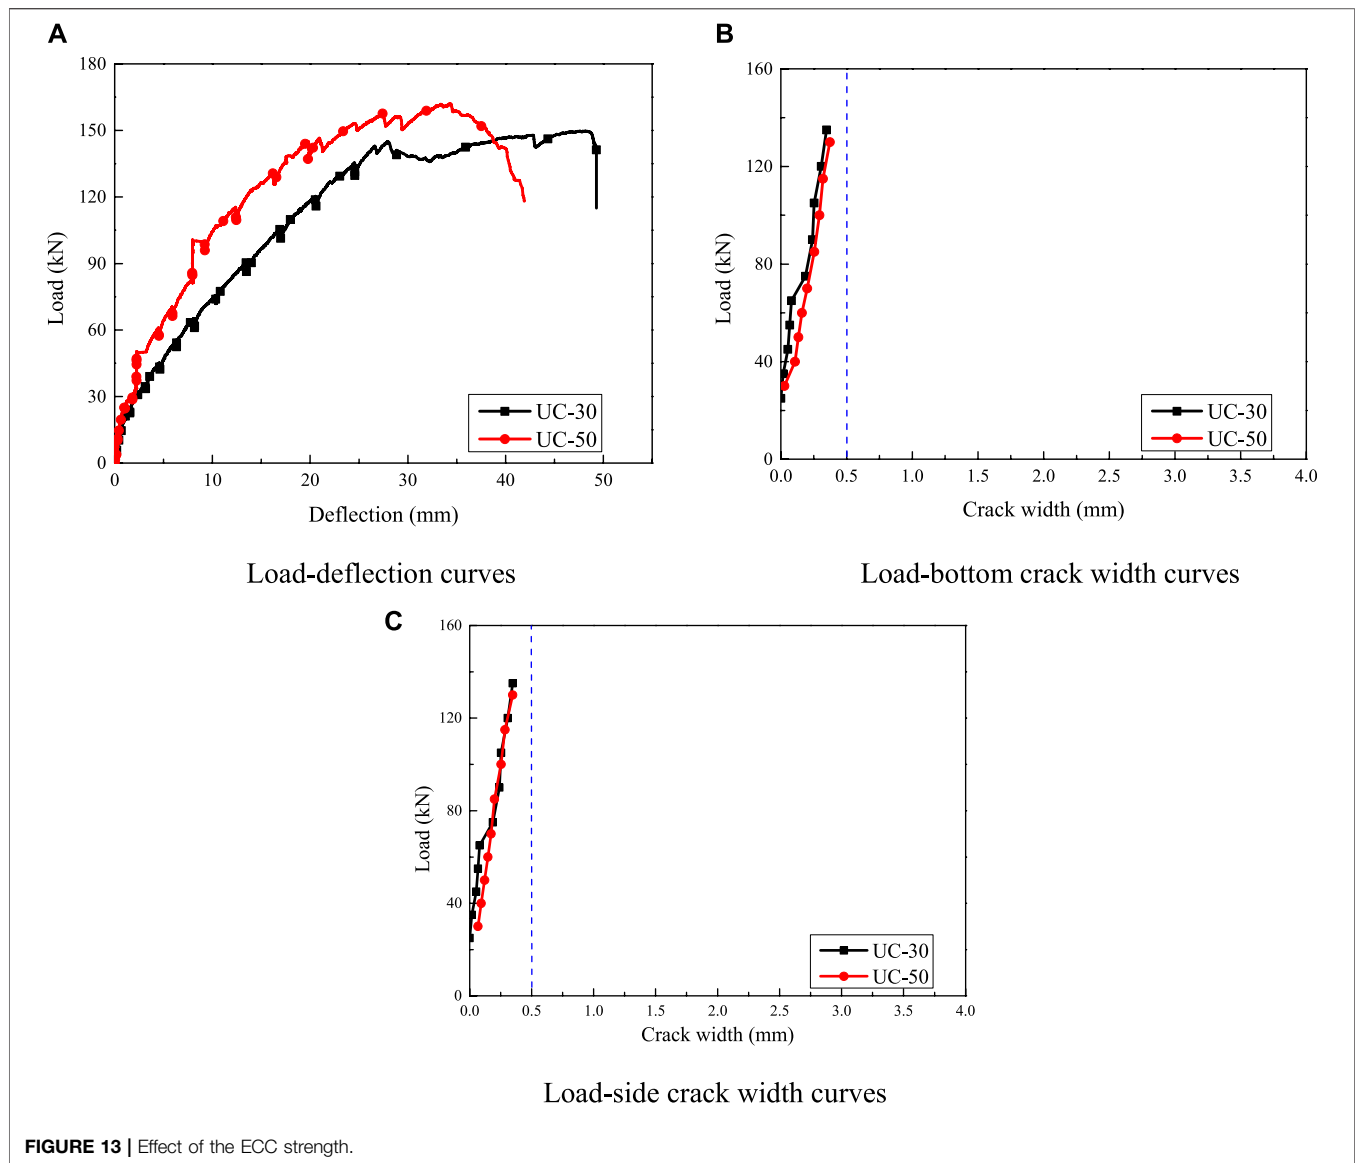 A
180
150
120
90
60
30
0
Load (kN)
0 10 20 30 40 50
Deflection (mm)
UC-30
UC-50
Load-deflection curves
B
160
120
80
40
0
Load (kN)
0.0 0.5 1.0 1.5 2.0 2.5 3.0 3.5 4.0
Crack width (mm)
UC-30
UC-50
Load-bottom crack width curves
C
160
120
80
40
0
Load (kN)
0.0 0.5 1.0 1.5 2.0 2.5 3.0 3.5 4.0
Crack width (mm)
UC-30
UC-50
Load-side crack width curves
FIGURE 13 | Effect of the ECC strength.